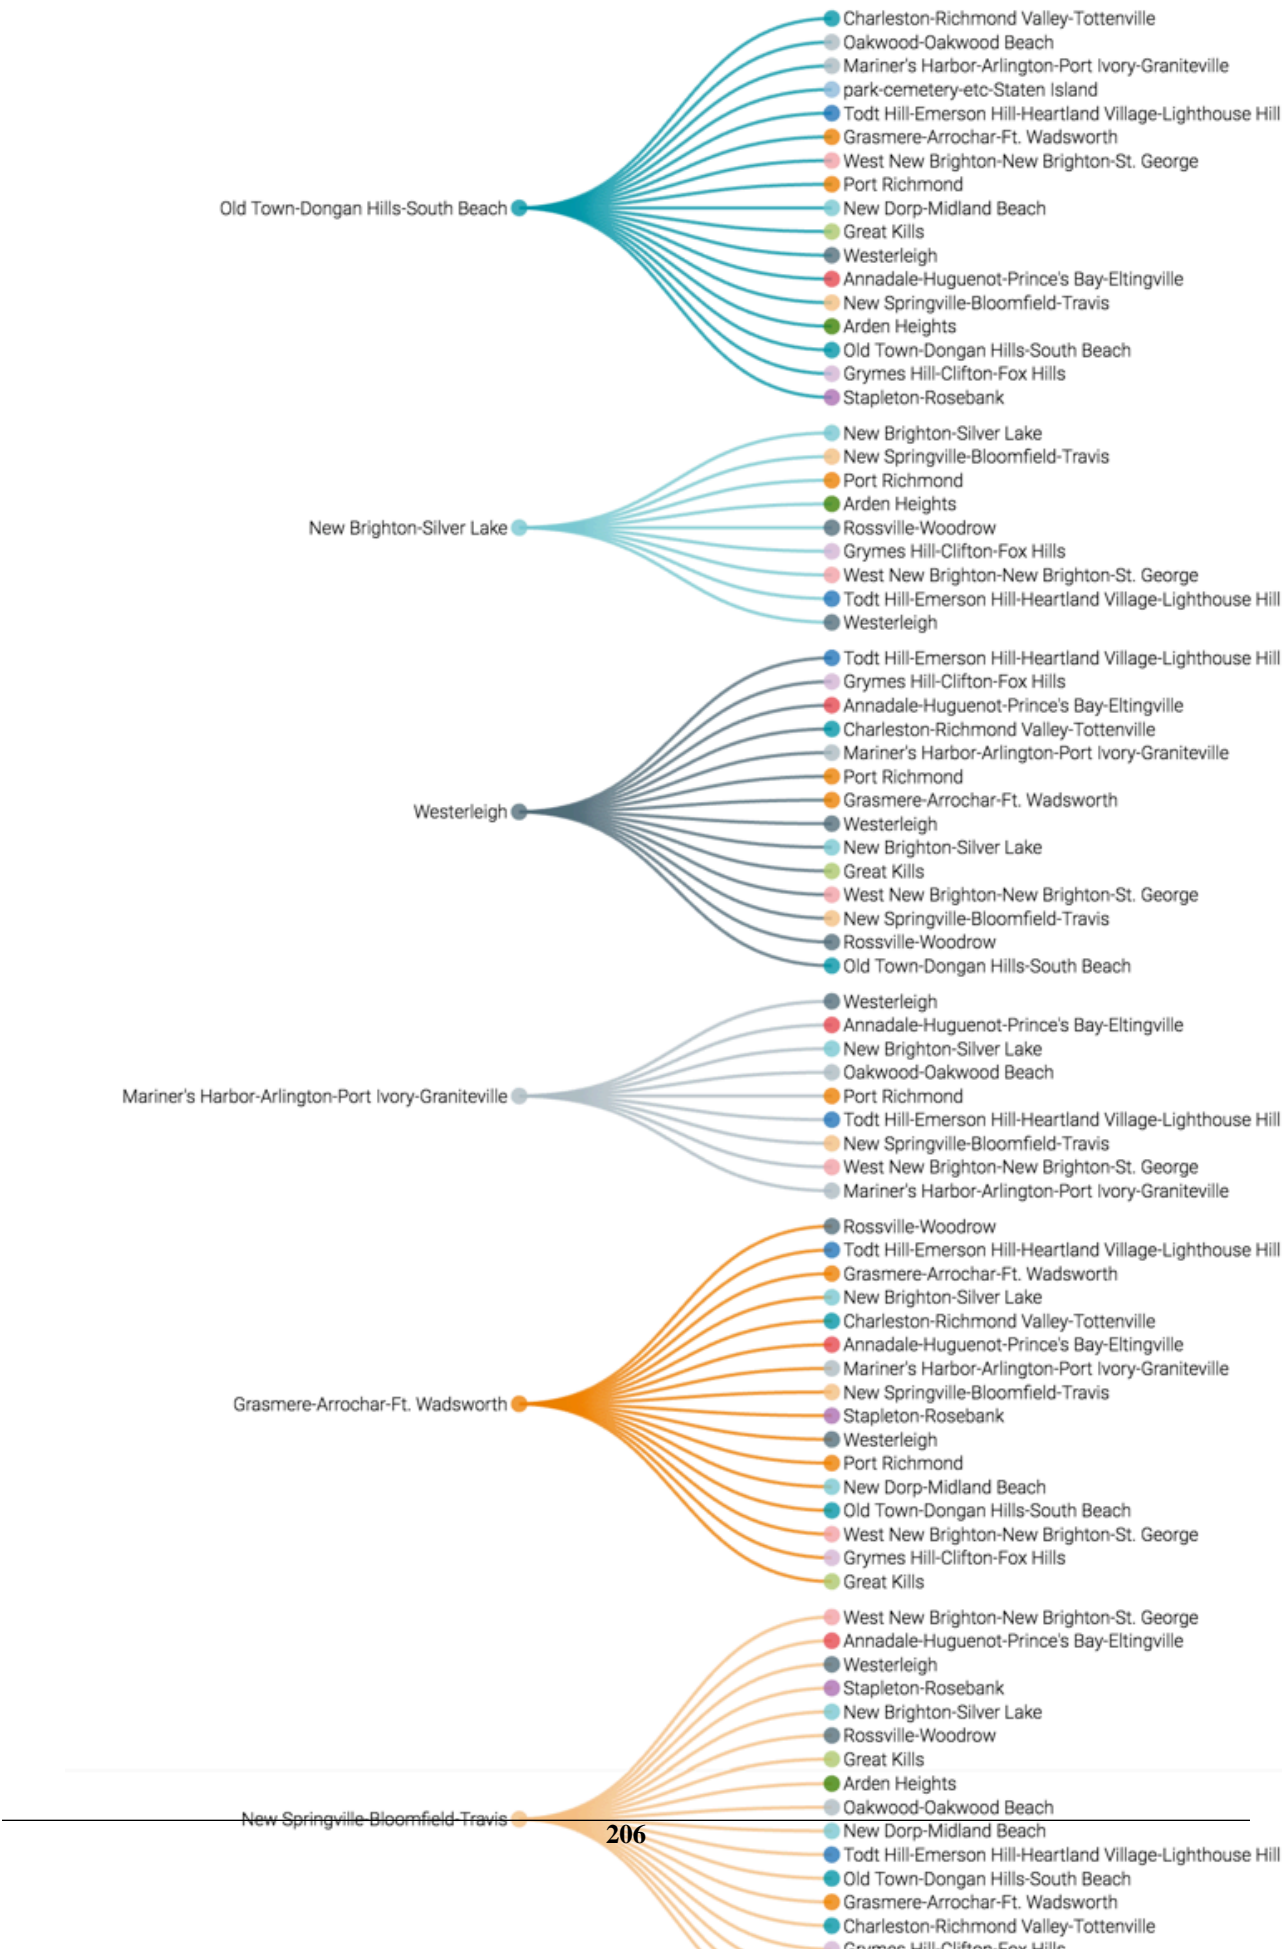 Charleston-Richmond Valley-Tottenville
Oakwood-Oakwood Beach
Mariner's Harbor-Arlington-Port Ivory-Graniteville
park-cemetery-etc-Staten Island
Todt Hill-Emerson Hill-Heartland Village-Lighthouse Hill
Grasmere-Arrochar-Ft. Wadsworth
West New Brighton-New Brighton-St. George
Port Richmond
Old Town-Dongan Hills-South Beach
New Dorp-Midland Beach
Great Kills
Westerleigh
Annadale-Huguenot-Prince's Bay-Eltingville
New Springville-Bloomfield-Travis
Arden Heights
Old Town-Dongan Hills-South Beach
Grymes Hill-Clifton-Fox Hills
Stapleton-Rosebank
New Brighton-Silver Lake
New Springville-Bloomfield-Travis
Port Richmond
Arden Heights
New Brighton-Silver Lake
Rossville-Woodrow
Grymes Hill-Clifton-Fox Hills
West New Brighton-New Brighton-St. George
Todt Hill-Emerson Hill-Heartland Village-Lighthouse Hill
Westerleigh
Todt Hill-Emerson Hill-Heartland Village-Lighthouse Hill
Grymes Hill-Clifton-Fox Hills
Annadale-Huguenot-Prince's Bay-Eltingville
Charleston-Richmond Valley-Tottenville
Mariner's Harbor-Arlington-Port Ivory-Graniteville
Port Richmond
Grasmere-Arrochar-Ft. Wadsworth
Westerleigh
Westerleigh
New Brighton-Silver Lake
Great Kills
West New Brighton-New Brighton-St. George
New Springville-Bloomfield-Travis
Rossville-Woodrow
Old Town-Dongan Hills-South Beach
Westerleigh
Annadale-Huguenot-Prince's Bay-Eltingville
New Brighton-Silver Lake
Oakwood-Oakwood Beach
Mariner's Harbor-Arlington-Port Ivory-Graniteville
Port Richmond
Todt Hill-Emerson Hill-Heartland Village-Lighthouse Hill
New Springville-Bloomfield-Travis
West New Brighton-New Brighton-St. George
Mariner's Harbor-Arlington-Port Ivory-Graniteville
Rossville-Woodrow
Todt Hill-Emerson Hill-Heartland Village-Lighthouse Hill
Grasmere-Arrochar-Ft. Wadsworth
New Brighton-Silver Lake
Charleston-Richmond Valley-Tottenville
Annadale-Huguenot-Prince's Bay-Eltingville
Mariner's Harbor-Arlington-Port Ivory-Graniteville
New Springville-Bloomfield-Travis
Grasmere-Arrochar-Ft. Wadsworth
Stapleton-Rosebank
Westerleigh
Port Richmond
New Dorp-Midland Beach
Old Town-Dongan Hills-South Beach
West New Brighton-New Brighton-St. George
Grymes Hill-Clifton-Fox Hills
Great Kills
West New Brighton-New Brighton-St. George
Annadale-Huguenot-Prince's Bay-Eltingville
Westerleigh
Stapleton-Rosebank
New Brighton-Silver Lake
Rossville-Woodrow
Great Kills
Arden Heights
Oakwood-Oakwood Beach
New Springville-Bloomfield-Travis
New Dorp-Midland Beach
206
Todt Hill-Emerson Hill-Heartland Village-Lighthouse Hill
Old Town-Dongan Hills-South Beach
Grasmere-Arrochar-Ft. Wadsworth
Charleston-Richmond Valley-Tottenville
Grymes Hill-Clifton-Fox Hills